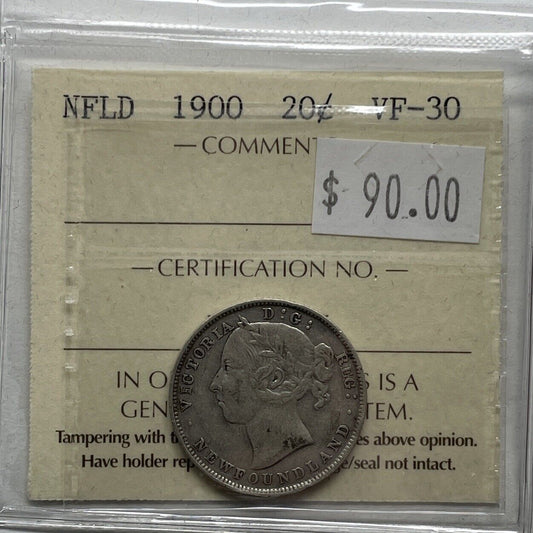 NFLD 1900 20¢ VF-30
— COMMENT
$ 90.00
— CERTIFICATION NO. —
VICTORIA D:G: REG:
NEWFOUNDLAND
IN O S IS A
GEN TEM.
Tampering with t es above opinion.
Have holder rep e/seal not intact.